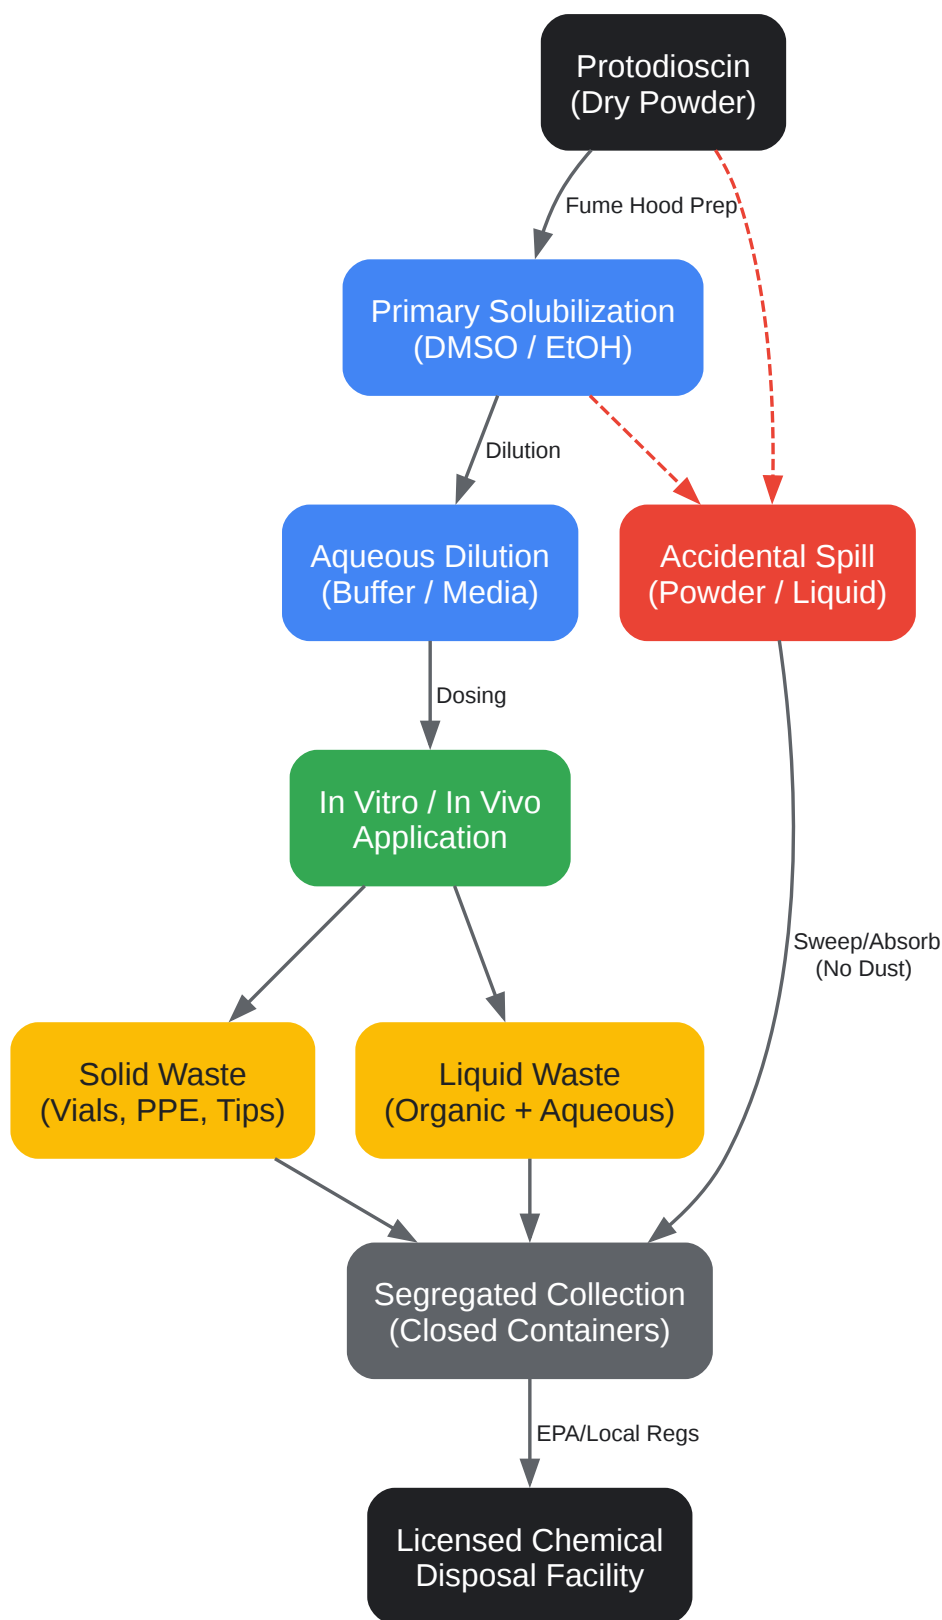 Protodioscin
(Dry Powder)
Fume Hood Prep
Primary Solubilization
(DMSO / EtOH)
Dilution
Aqueous Dilution
(Buffer / Media)
Accidental Spill
(Powder / Liquid)
Dosing
In Vitro / In Vivo
Application
Sweep/Absorb
(No Dust)
Solid Waste
(Vials, PPE, Tips)
Liquid Waste
(Organic + Aqueous)
Segregated Collection
(Closed Containers)
EPA/Local Regs
Licensed Chemical
Disposal Facility